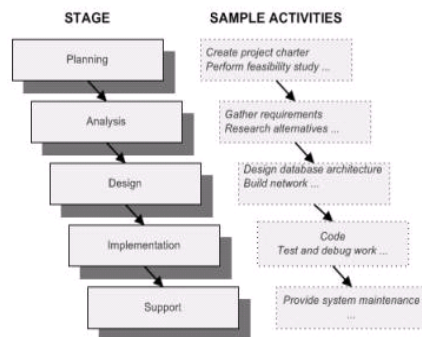 STAGE
SAMPLE ACTIVITIES
Planning
Create project charter
Perform feasibility study ...
Analysis
Gather requirements
Research alternatives ...
Design
Design database architecture
Build network ...
Implementation
Code
Test and debug work ...
Support
Provide system maintenance
...